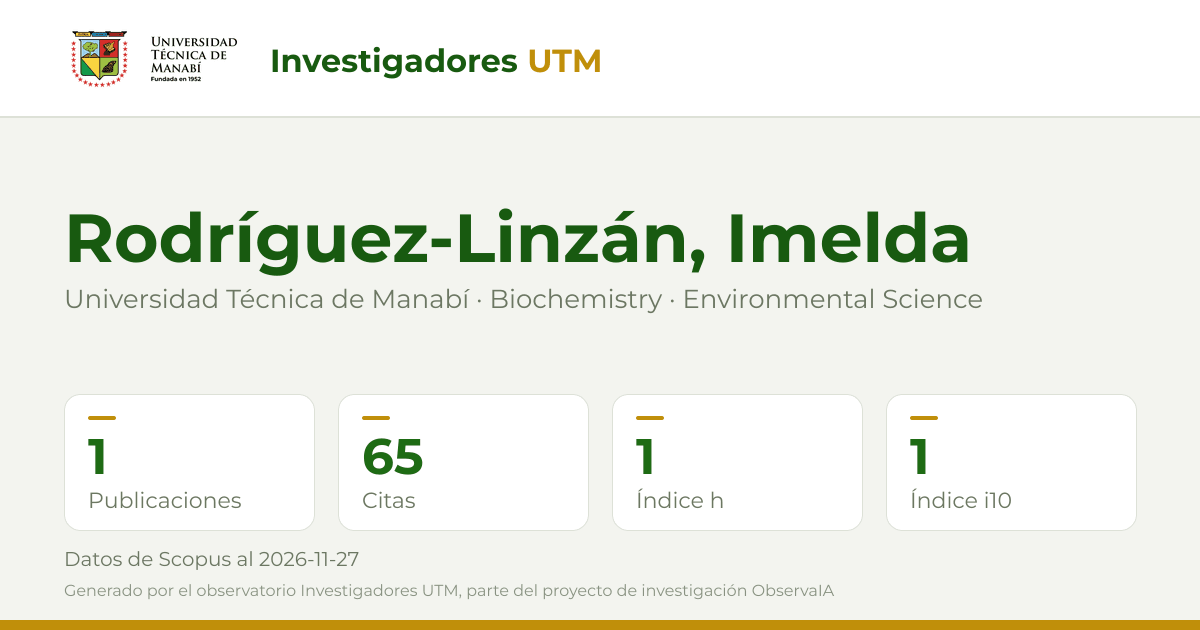 UNIVERSIDAD
TÉCNICA DE
MANABÍ
Fundada en 1952
Investigadores UTM
Rodríguez-Linzán, Imelda
Universidad Técnica de Manabí · Biochemistry · Environmental Science
1
Publicaciones
65
Citas
1
Índice h
1
Índice i10
Datos de Scopus al 2026-11-27
Generado por el observatorio Investigadores UTM, parte del proyecto de investigación ObservaIA